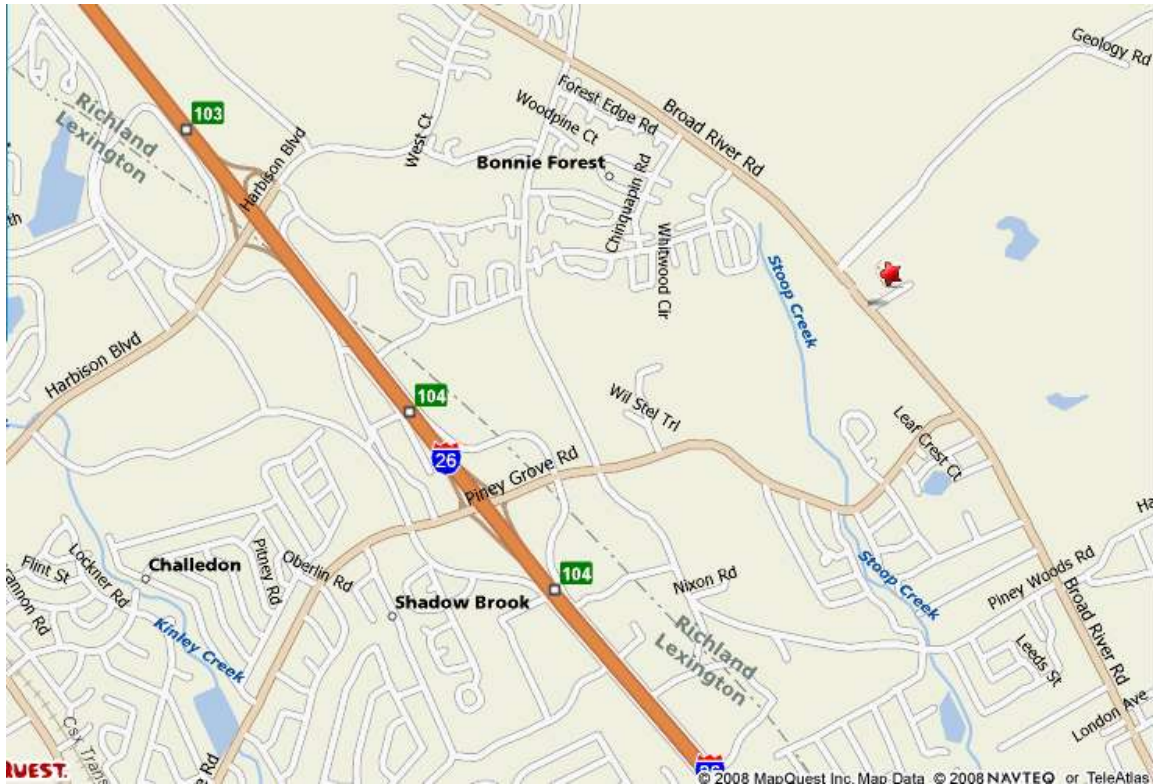 Geology Rd
Broad River Rd
Forest Edge Rd
Woodpine Ct
West Ct
103
Richland
Lexington
Harbison Blvd
Bonnie Forest
Chinquapin Rd
Whitwood Cir
Stoop Creek
Harbison Blvd
104
Wil Stel Trl
Leaf Crest Ct
26
Piney Grove Rd
Oberlin Rd
Pitney Rd
Challedon
Lockner Rd
Flint St
Shadow Brook
104
Nixon Rd
Stoop Creek
Piney Woods Rd
Broad River Rd
Kinley Creek
Richland
Lexington
Leeds St
London Ave
Csx Trans
Rd
26
QUEST.
© 2008 MapQuest Inc. Map Data © 2008 NAVTEQ or TeleAtlas